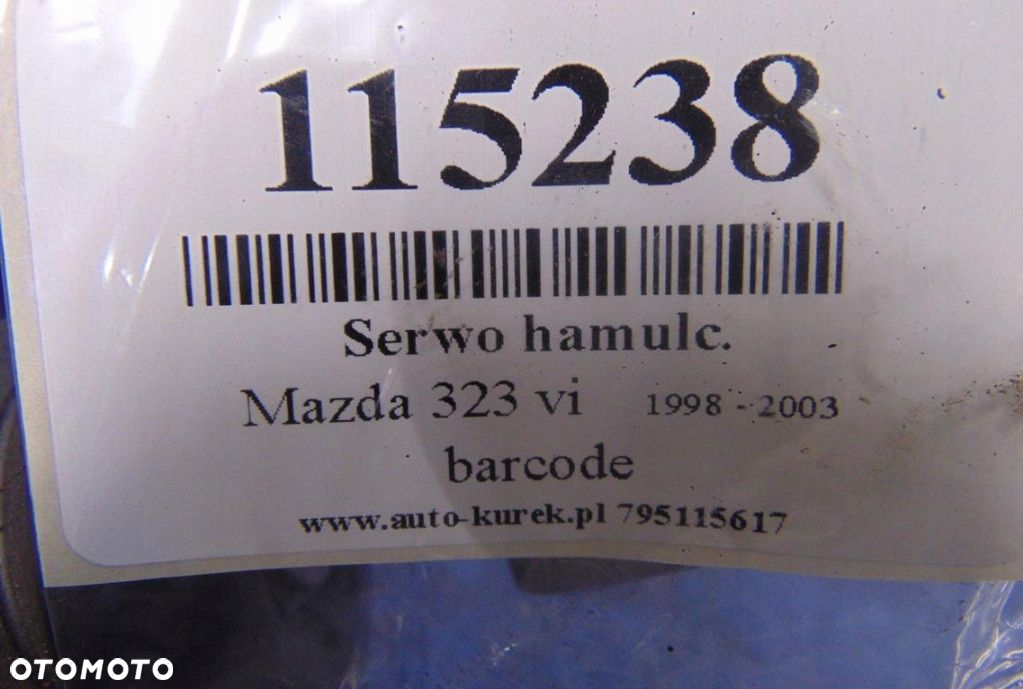 115238
Serwo hamulc.
Mazda 323 vi 1998 - 2003
barcode
www.auto-kurek.pl 795115617
OTOMOTO